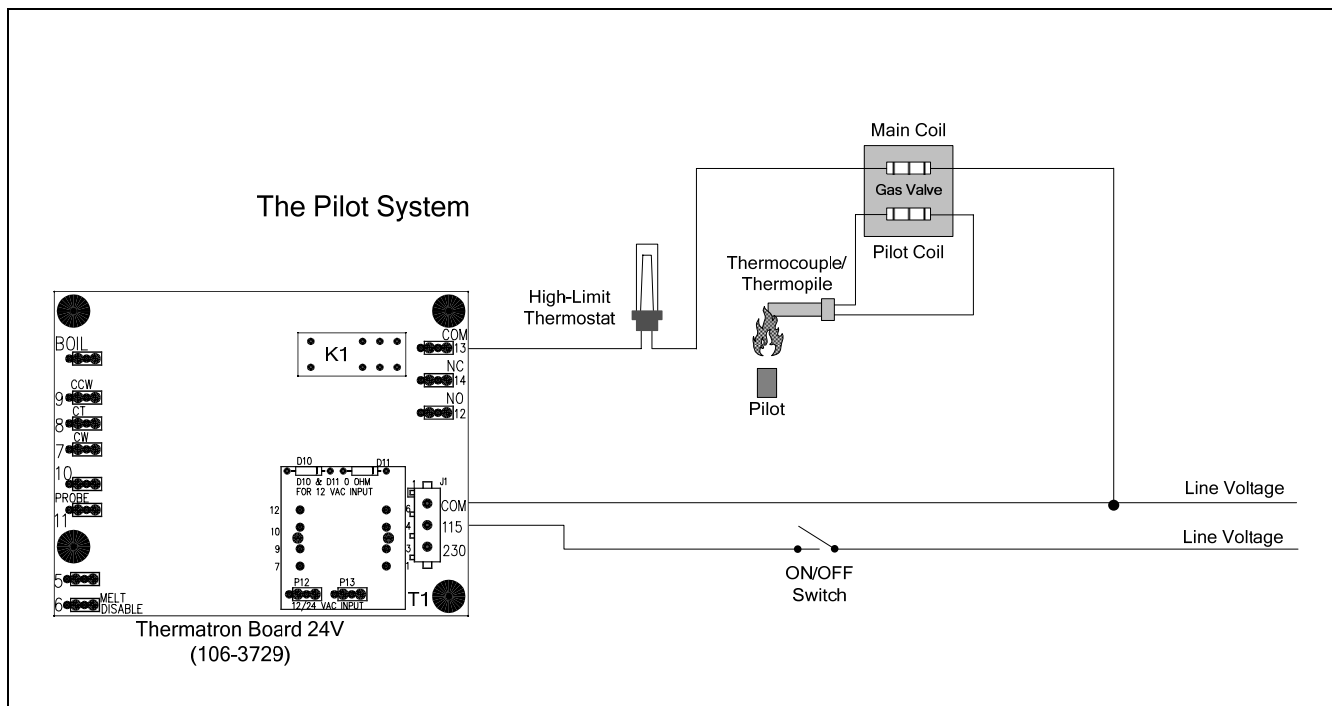 Main Coil
Gas Valve
Pilot Coil
The Pilot System
Thermocouple/
Thermopile
High-Limit
Thermostat
Pilot
BOIL
K1
COM
13
NC
14
NO
12
CCW
9
CT
8
CW
7
10
PROBE
11
D10
D11
D10 & D11 0 OHM
FOR 12 VAC INPUT
J1
12
10
9
7
6
4
3
1
COM
115
230
5
6
MELT
DISABLE
P12
P13
12/24 VAC INPUT
T1
Line Voltage
Line Voltage
ON/OFF
Switch
Thermatron Board 24V
(106-3729)